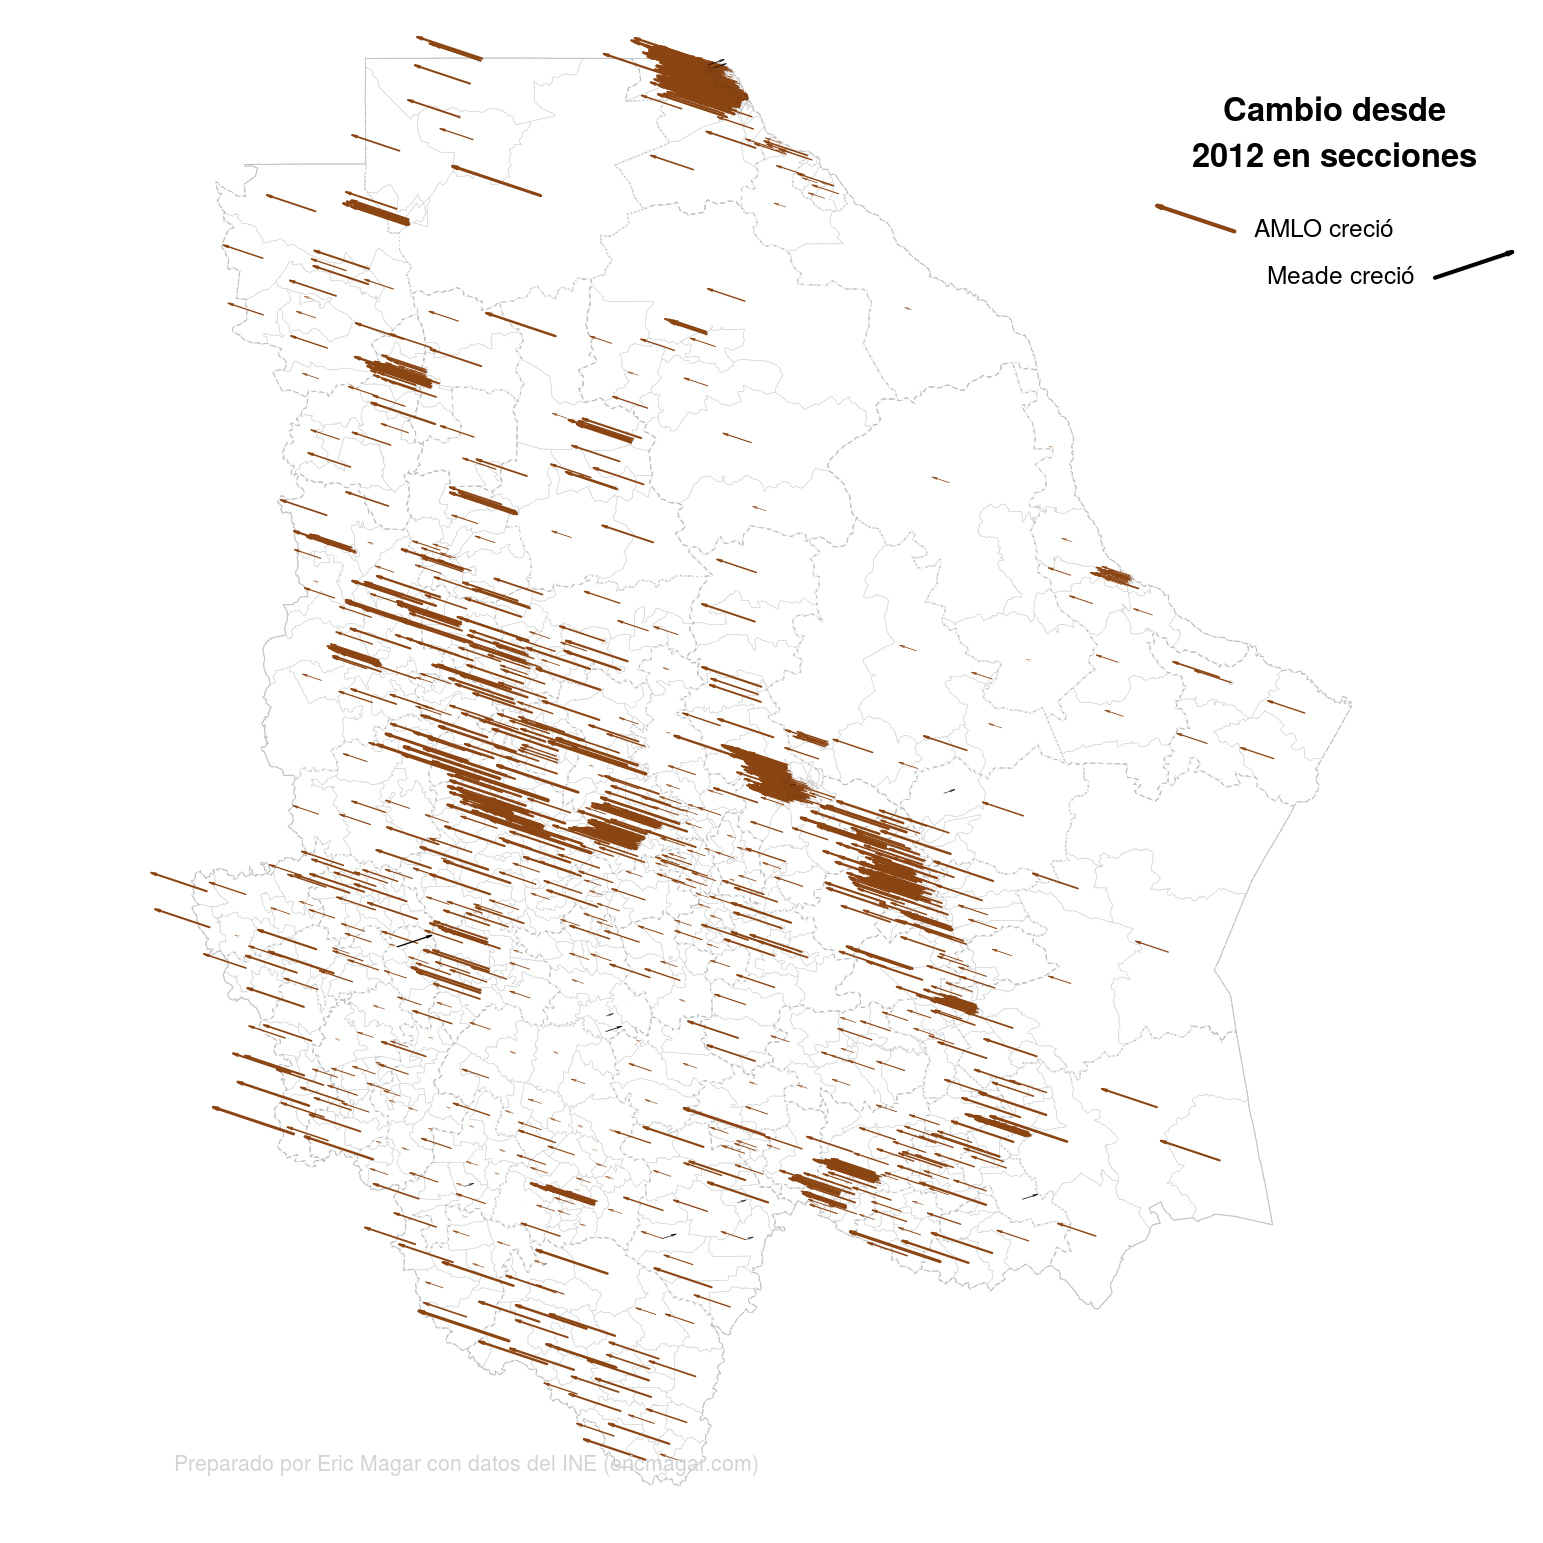 Cambio desde
2012 en secciones
AMLO creció
Meade creció
Preparado por Eric Magar con datos del INE (ericmagar.com)